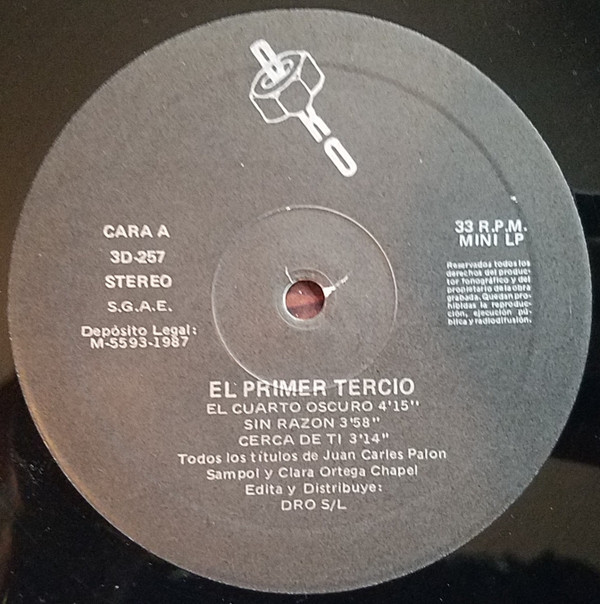 DRO
CARA A
3D-257
STEREO
S.G.A.E.
Depósito Legal:
M-5593-1987
33 R.P.M.
MINI LP
Reservados todos los
derechos del produc-
tor fonográfico y del
propietario de la obra
grabada. Quedan pro-
hibidas la reproduc-
ción, ejecución pú-
blica y radiodifusión.
EL PRIMER TERCIO
EL CUARTO OSCURO 4'15"
SIN RAZON 3'58"
CERCA DE TI 3'14"
Todos los títulos de Juan Carles Palon
Sampol y Clara Ortega Chapel
Edita y Distribuye:
DRO S/L